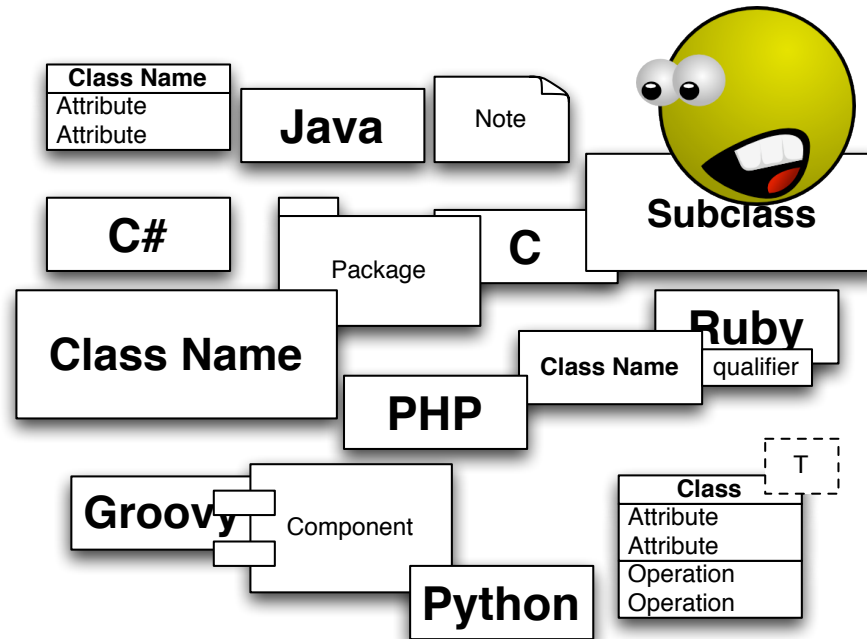 Class Name
Attribute
Attribute
Java
Note
Subclass
C#
Package
C
Class Name
Ruby
Class Name
qualifier
PHP
T
Class
Attribute
Attribute
Operation
Operation
Groovy
Component
Python